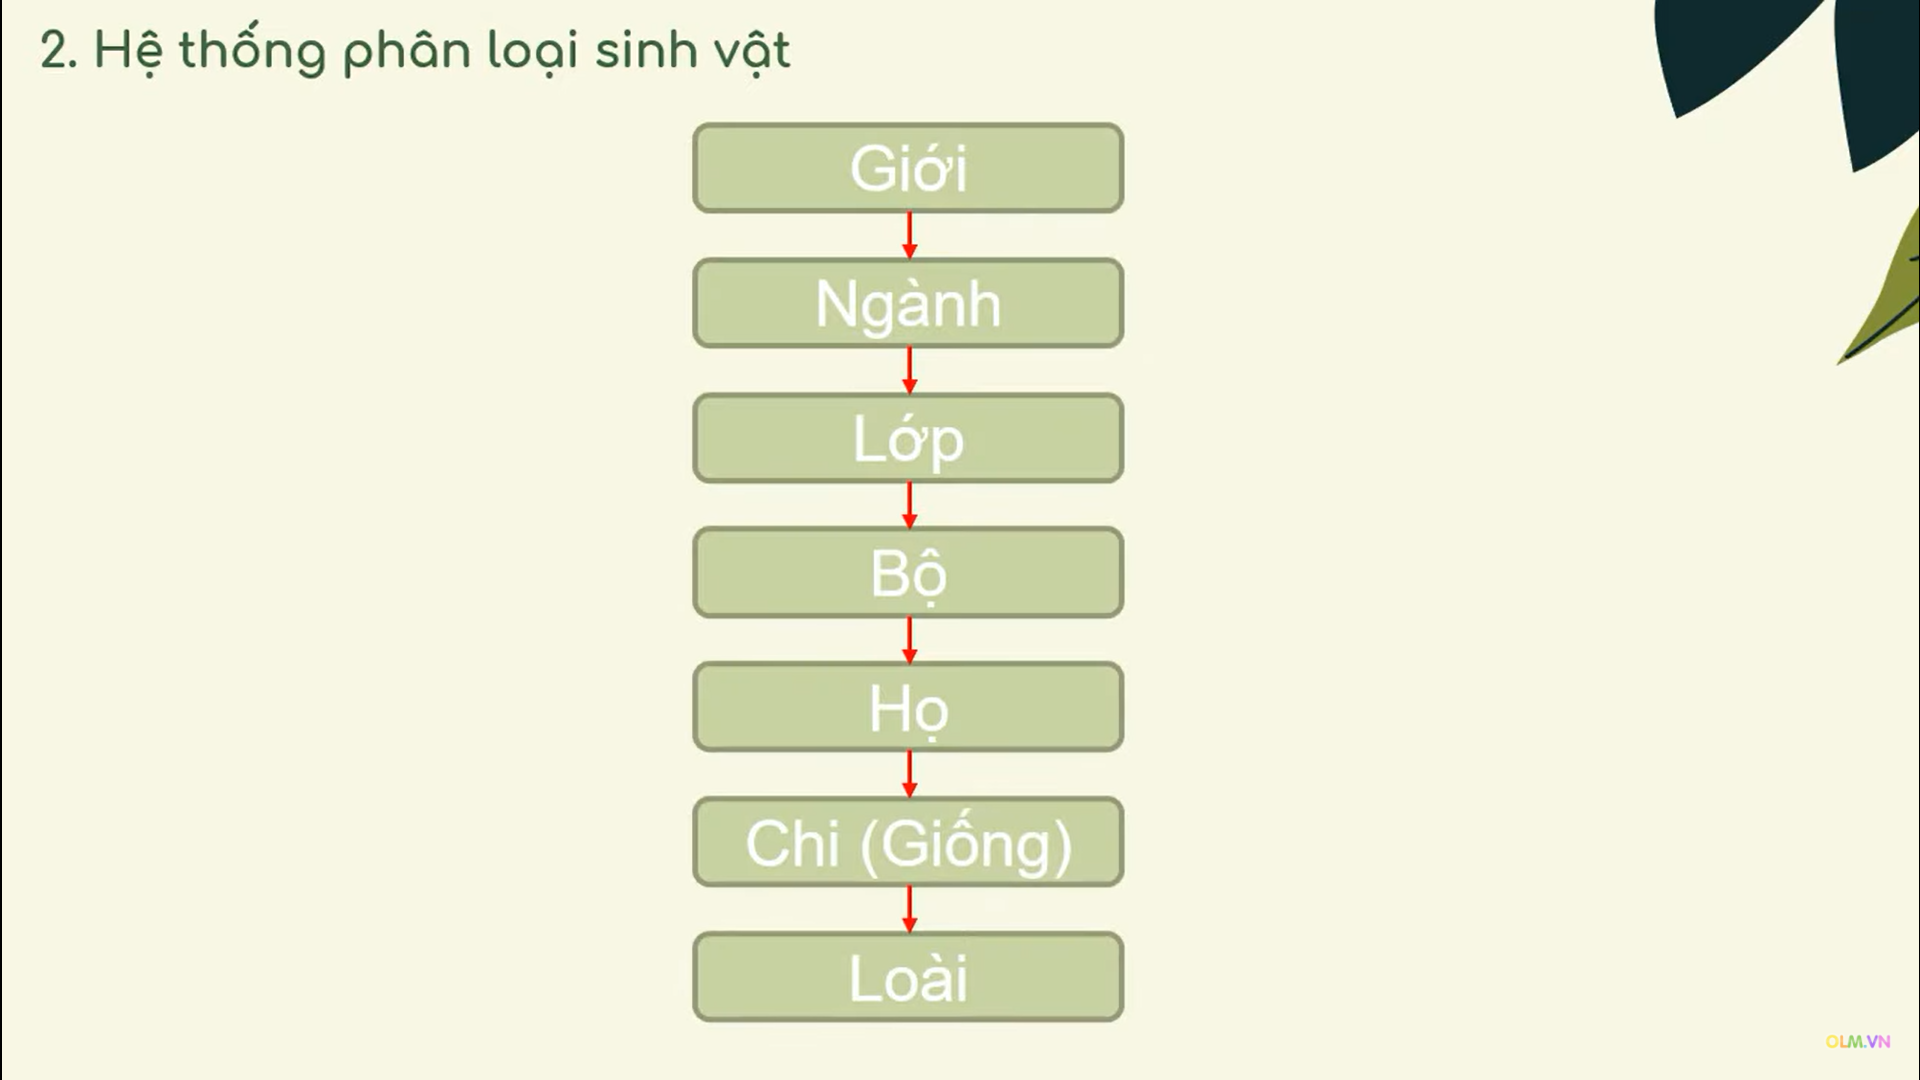 2. Hệ thống phân loại sinh vật
Giới
Ngành
Lớp
Bộ
Họ
Chi (Giống)
Loài
OLM.VN